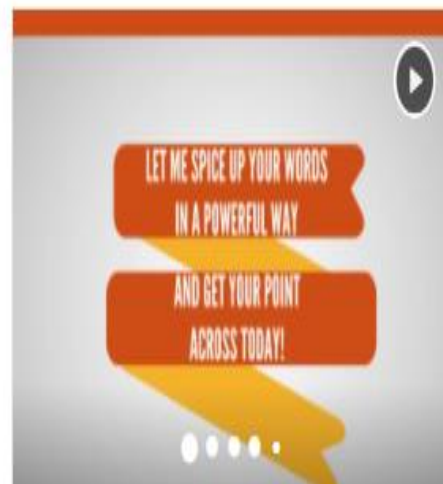 LET ME SPICE UP YOUR WORDS
IN A POWERFUL WAY
AND GET YOUR POINT
ACROSS TODAY!